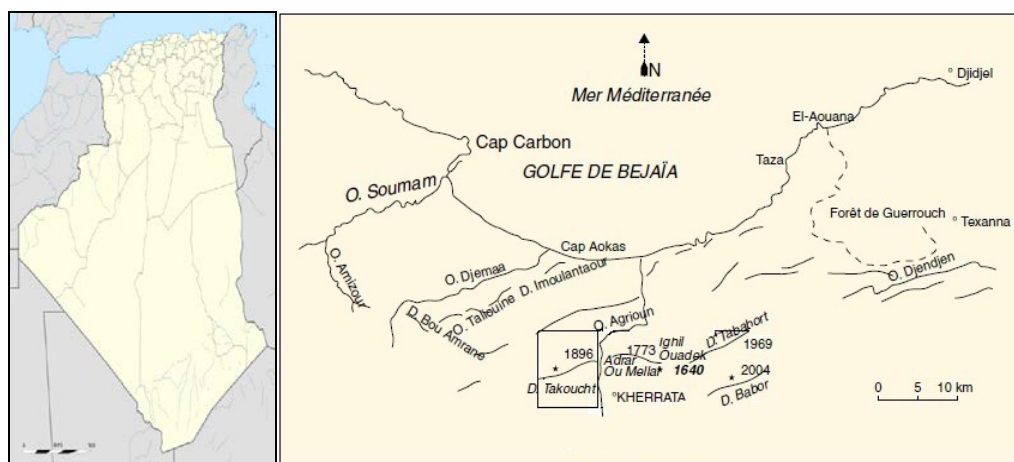 N
Mer Méditerranée
° Djidjel
El-Aouana
Cap Carbon
GOLFE DE BEJAÏA
Taza
O. Soumam
Forêt de Guerrouch
° Texanna
Cap Aokas
O. Amizour
O. Djemaa
D. Imoulantaour
O. Djendjen
O. Talieuine
D. Bou Amrane
O. Agrioun
D. Tababort
1896
1773
Ighil
Ouadek
1969
Adrar
Ou Mellal
1640
2004
D. Takoucht
°KHERRATA
D. Babor
0 5 10 km